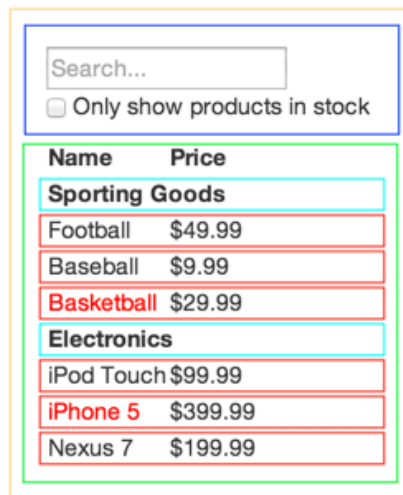 Search...
Only show products in stock
Name Price
Sporting Goods
Football $49.99
Baseball $9.99
Basketball $29.99
Electronics
iPod Touch $99.99
iPhone 5 $399.99
Nexus 7 $199.99